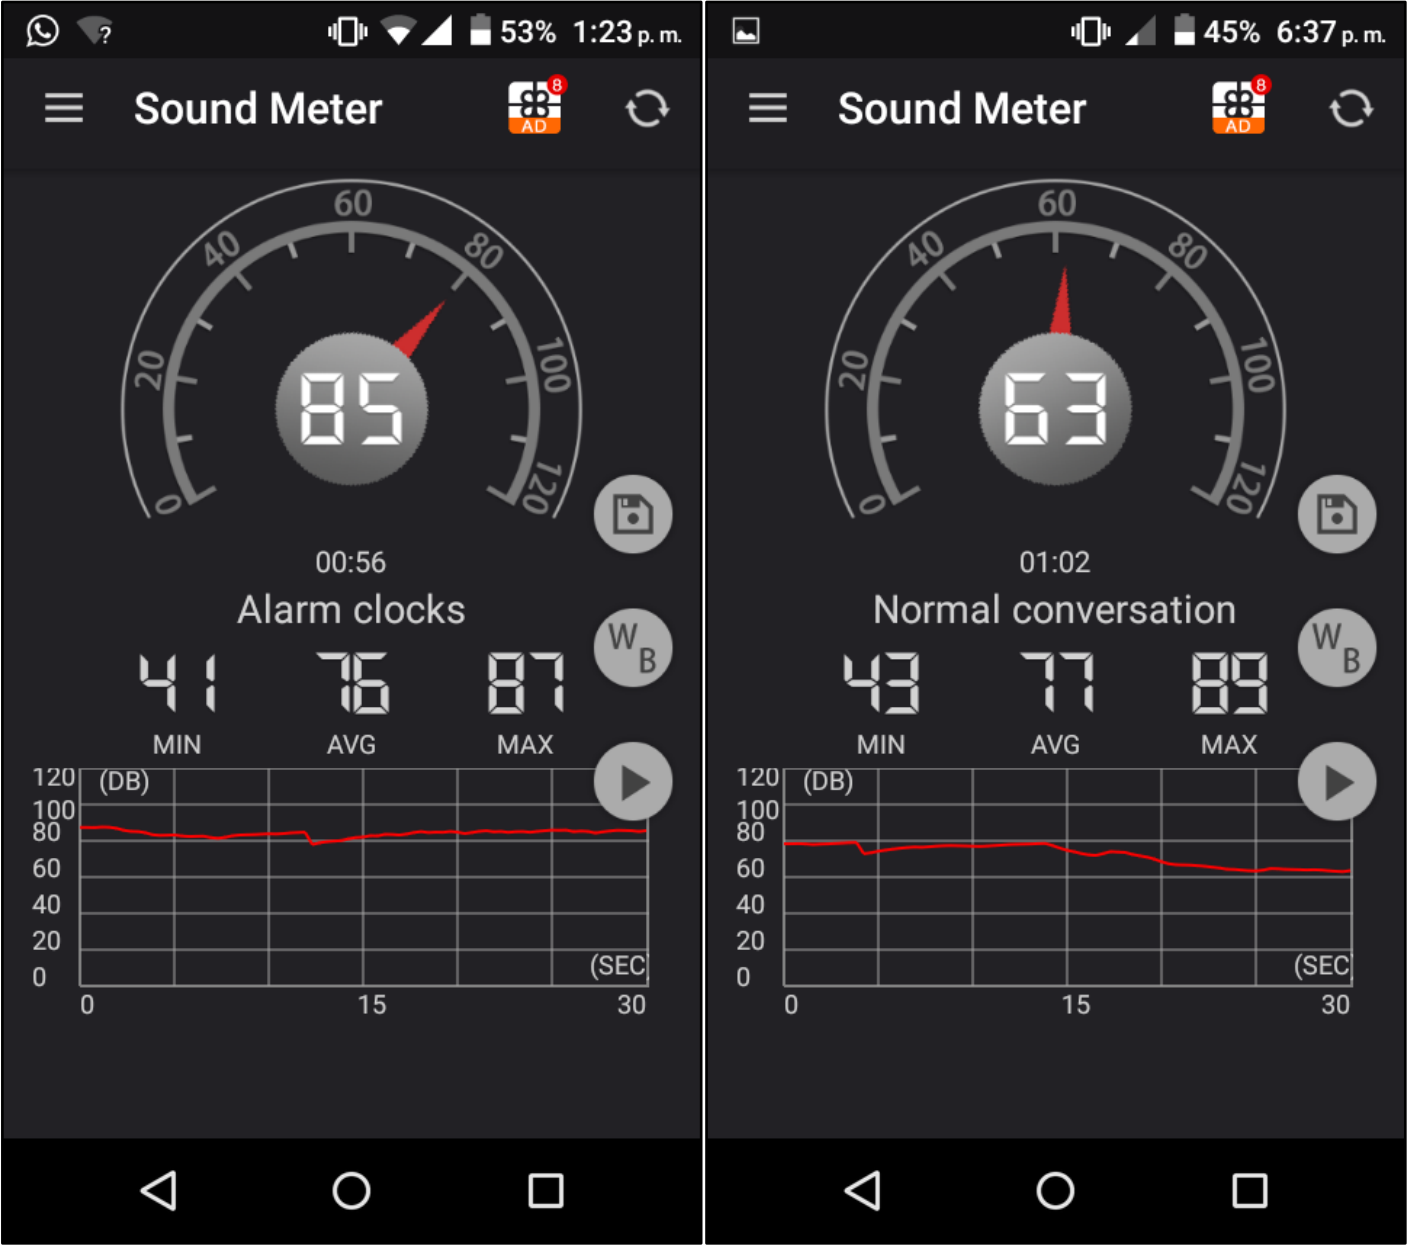 53% 1:23 p. m.
Sound Meter
8
AD
0 20 40 60 80 100 120
85
00:56
Alarm clocks
41 76 87
MIN AVG MAX
W
B
120 (DB)
100
80
60
40
20
(SEC
0
0 15 30
45% 6:37 p. m.
Sound Meter
8
AD
0 20 40 60 80 100 120
63
01:02
Normal conversation
43 77 89
MIN AVG MAX
W
B
120 (DB)
100
80
60
40
20
(SEC
0
0 15 30